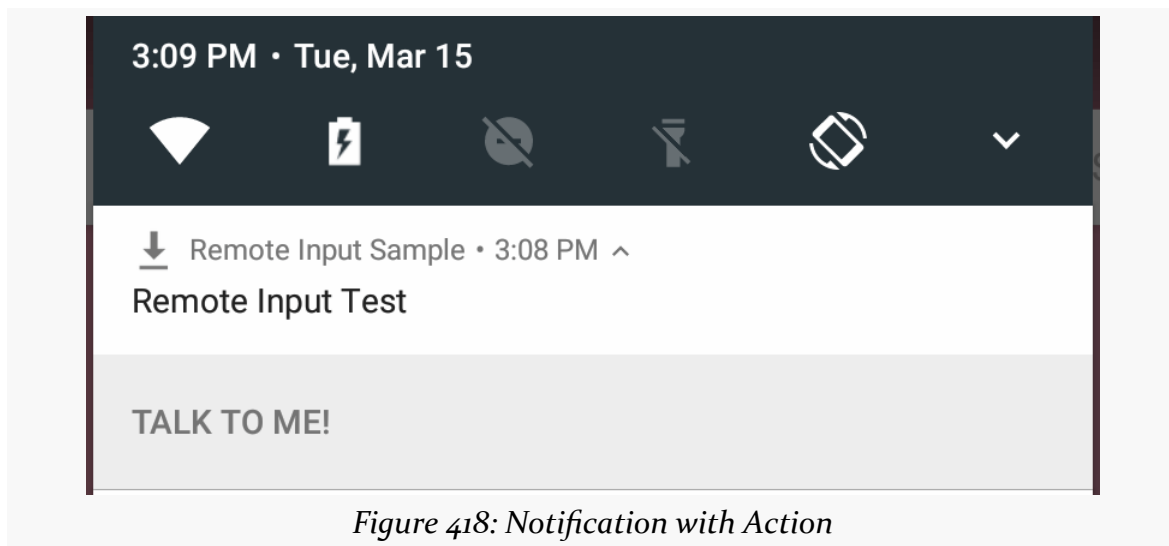 3:09 PM • Tue, Mar 15
Remote Input Sample • 3:08 PM
Remote Input Test
TALK TO ME!
Figure 418: Notification with Action